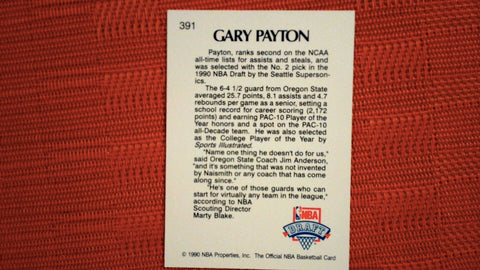 391
GARY PAYTON
Payton, ranks second on the NCAA
all-time lists for assists and steals, and
was selected with the No. 2 pick in the
1990 NBA Draft by the Seattle Superson-
ics.
The 6-4 1/2 guard from Oregon State
averaged 25.7 points, 8.1 assists and 4.7
rebounds per game as a senior, setting a
school record for career scoring (2,172
points) and earning PAC-10 Player of the
Year honors and a spot on the PAC-10
all-Decade team. He was also selected
as the College Player of the Year by
Sports Illustrated.
"Name one thing he doesn't do for us,"
said Oregon State Coach Jim Anderson,
"and it's something that was not invented
by Naismith or any coach that has come
along since."
"He's one of those guards who can
start for virtually any team in the league,"
according to NBA
Scouting Director
Marty Blake.
NBA
DRAFT
© 1990 NBA Properties, Inc. The Official NBA Basketball Card